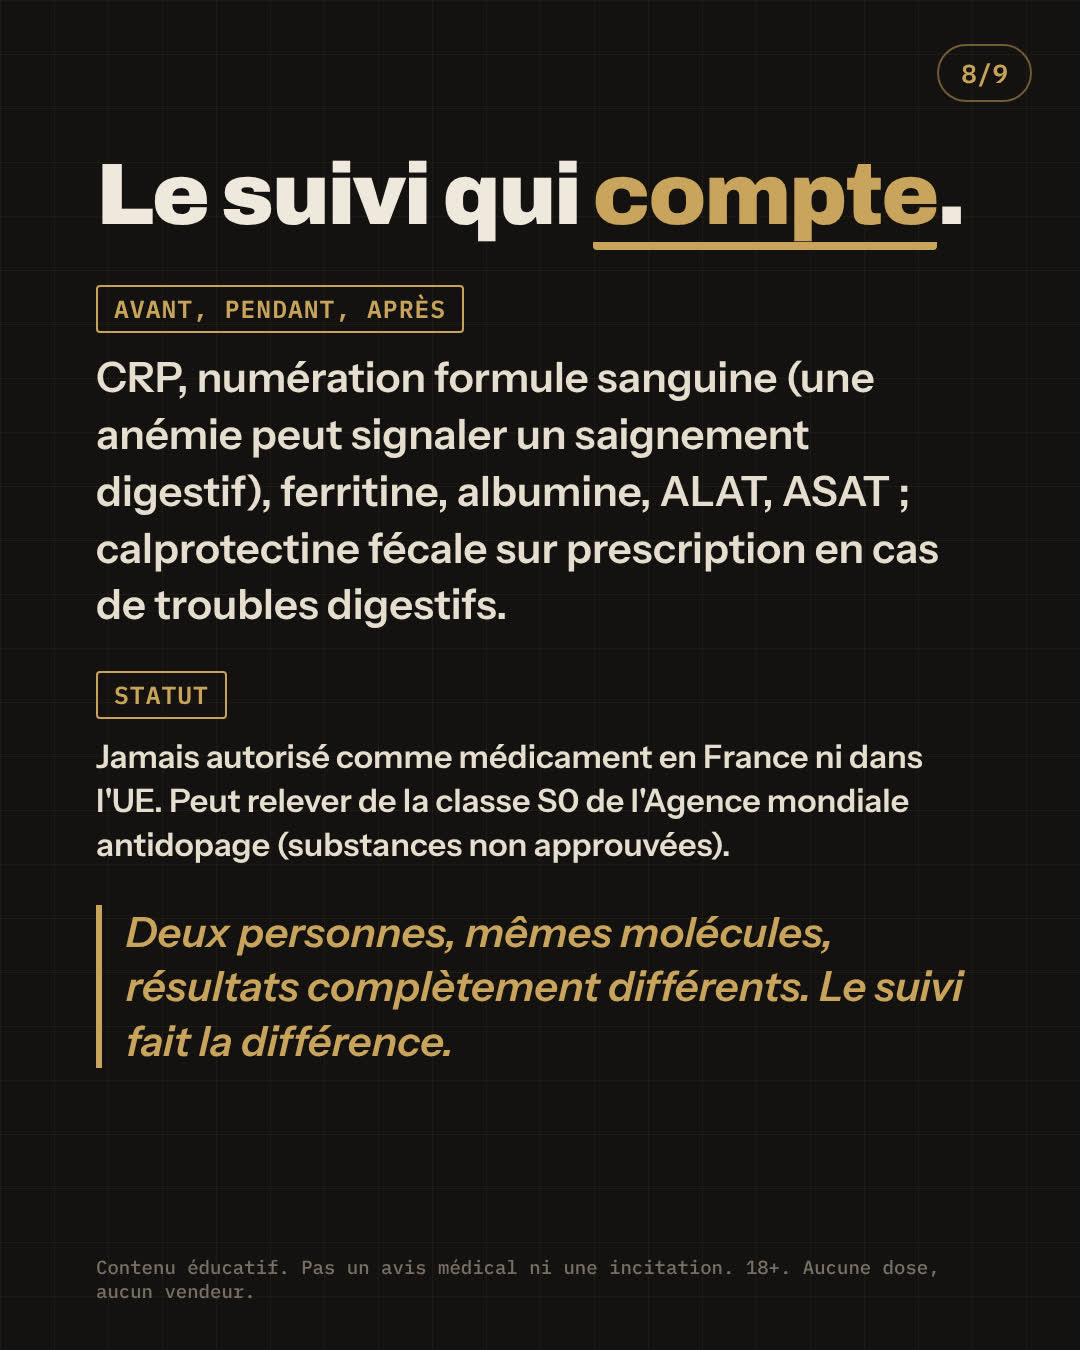 8/9
Le suivi qui compte.
AVANT, PENDANT, APRÈS
CRP, numération formule sanguine (une
anémie peut signaler un saignement
digestif), ferritine, albumine, ALAT, ASAT ;
calprotectine fécale sur prescription en cas
de troubles digestifs.
STATUT
Jamais autorisé comme médicament en France ni dans
l'UE. Peut relever de la classe S0 de l'Agence mondiale
antidopage (substances non approuvées).
Deux personnes, mêmes molécules,
résultats complètement différents. Le suivi
fait la différence.
Contenu éducatif. Pas un avis médical ni une incitation. 18+. Aucune dose,
aucun vendeur.